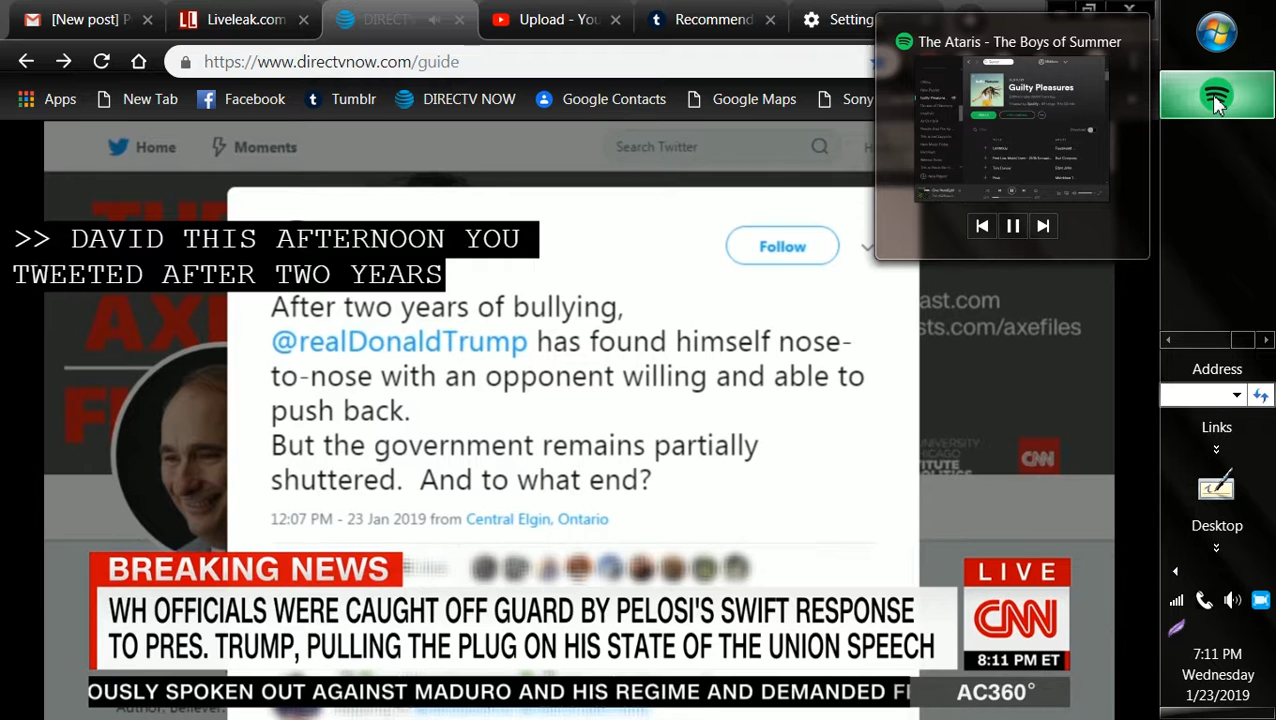 [New post]
Liveleak.com
DIRECT
Upload - You
Recommend
Setting
https://www.directvnow.com/guide
Apps
New Tab
Tumblr
DIRECTV NOW
Google Contacts
Google Maps
Sony
The Ataris - The Boys of Summer
Guilty Pleasures
Home
Moments
Search Twitter
>> DAVID THIS AFTERNOON YOU
TWEETED AFTER TWO YEARS
Follow
After two years of bullying,
@realDonaldTrump has found himself nose-
to-nose with an opponent willing and able to
push back.
But the government remains partially
shuttered. And to what end?
12:07 PM - 23 Jan 2019 from Central Elgin, Ontario
CNN
BREAKING NEWS
WH OFFICIALS WERE CAUGHT OFF GUARD BY PELOSI'S SWIFT RESPONSE
TO PRES. TRUMP, PULLING THE PLUG ON HIS STATE OF THE UNION SPEECH
LIVE
CNN
8:11 PM ET
OUSLY SPOKEN OUT AGAINST MADURO AND HIS REGIME AND DEMANDED
AC360°
Address
Links
Desktop
7:11 PM
Wednesday
1/23/2019